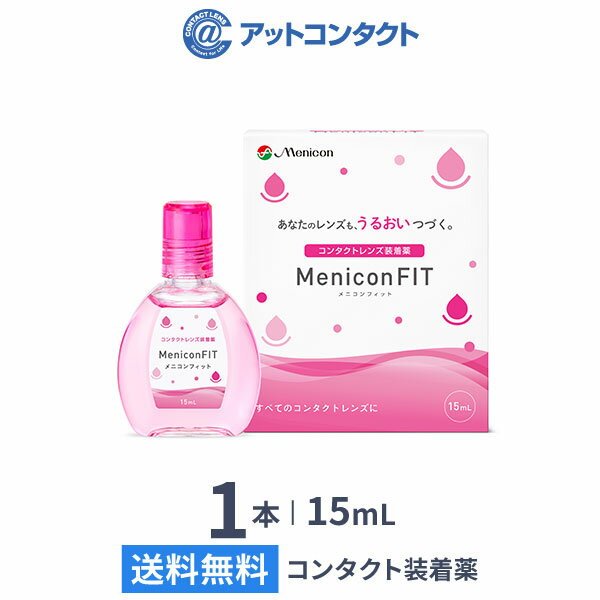 CONTACT LENS
@
アットコンタクト
Menicon
あなたのレンズも、うるおいつづく。
コンタクトレンズ装着薬
MeniconFIT
メニコンフィット
コンタクトレンズ装着薬
MeniconFIT
メニコンフィット
15mL
すべてのコンタクトレンズに
15mL
1本 | 15mL
送料無料 コンタクト装着薬